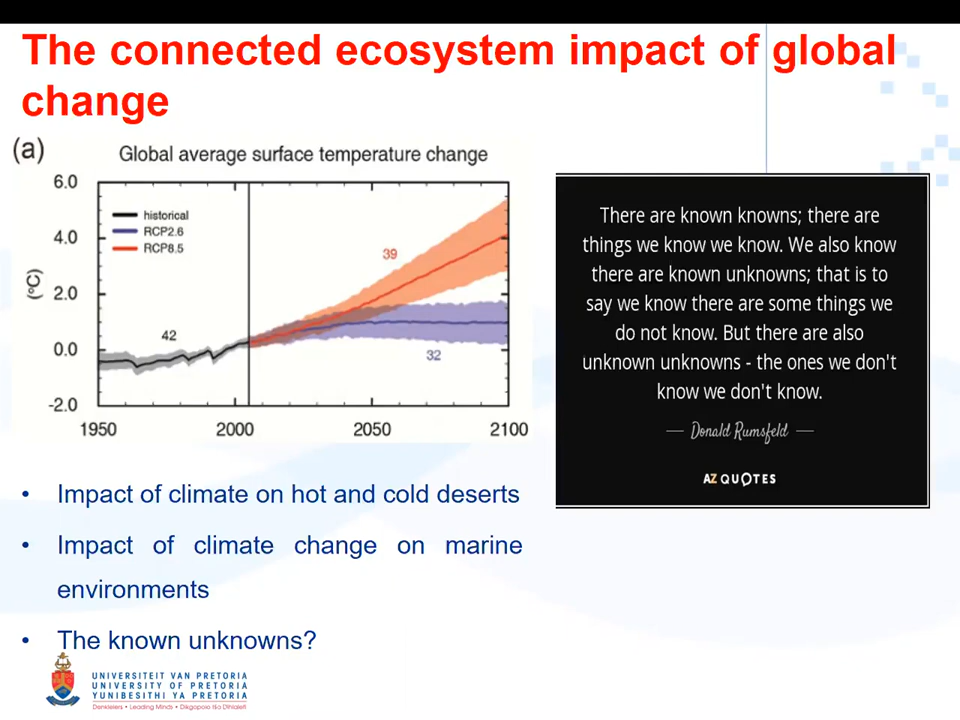 The connected ecosystem impact of global
change
(a)
Global average surface temperature change
6.0
4.0
2.0
0.0
-2.0
(°C)
historical
RCP2.6
RCP8.5
42
39
32
1950
2000
2050
2100
There are known knowns; there are
things we know we know. We also know
there are known unknowns; that is to
say we know there are some things we
do not know. But there are also
unknown unknowns - the ones we don't
know we don't know.
— Donald Rumsfeld —
AZ QUOTES
• Impact of climate on hot and cold deserts
• Impact of climate change on marine
environments
• The known unknowns?
UNIVERSITEIT VAN PRETORIA
UNIVERSITY OF PRETORIA
YUNIBESITHI YA PRETORIA
Denkleiers • Leading Minds • Dikgopolo tša Dihlalefi